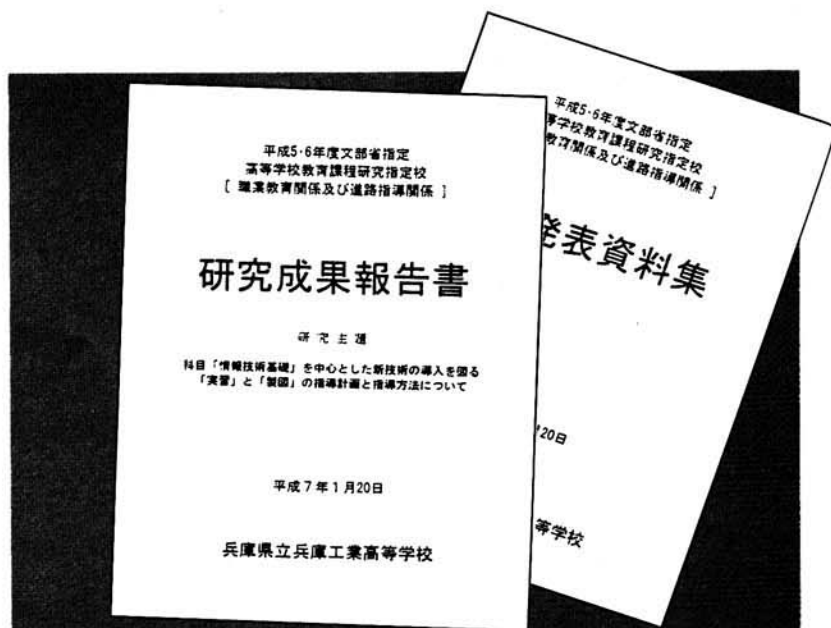 平成5・6年度文部省指定
高等学校教育課程研究指定校
[ 職業教育関係及び進路指導関係 ]
研究成果報告書
研究主題
科目「情報技術基礎」を中心とした新技術の導入を図る
「実習」と「製図」の指導計画と指導方法について
平成7年1月20日
兵庫県立兵庫工業高等学校
平成5・6年度文部省指定
等学校教育課程研究指定校
教育関係及び進路指導関係 ]
発表資料集
20日
等学校